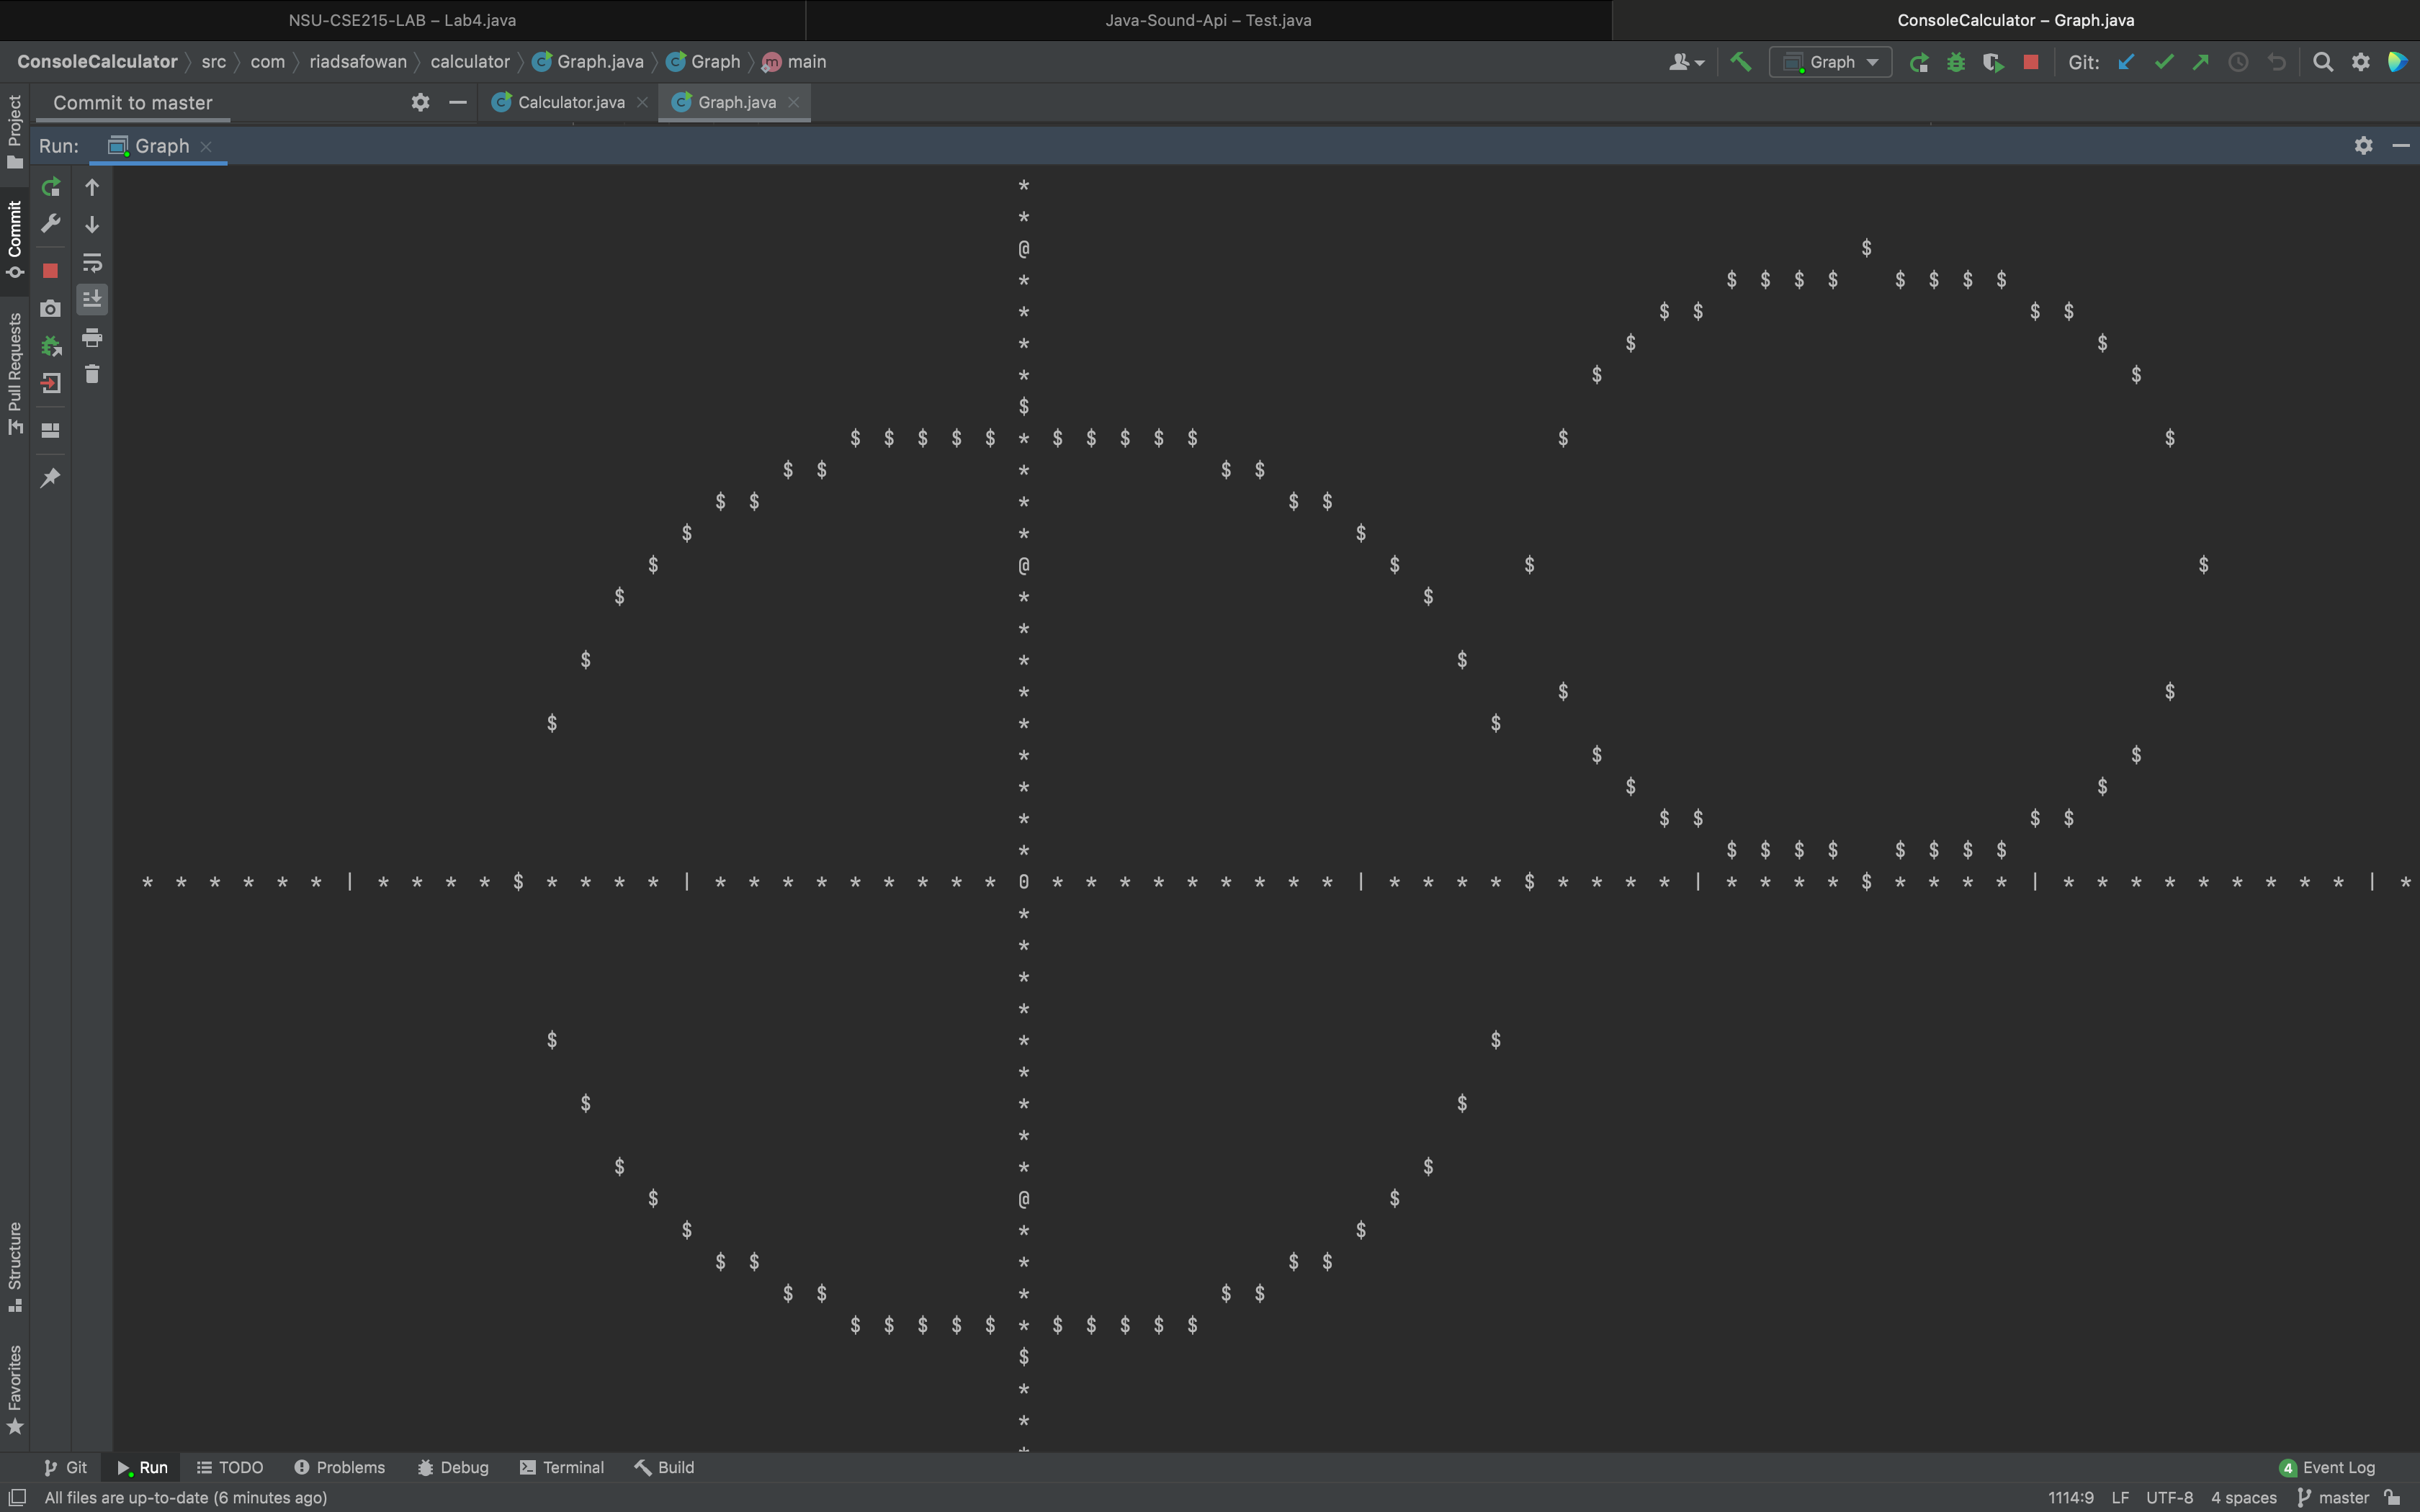 NSU-CSE215-LAB – Lab4.java
Java-Sound-Api – Test.java
ConsoleCalculator – Graph.java
ConsoleCalculator src com riadsafowan calculator Graph.java Graph main
Graph Git:
Commit to master
Calculator.java
Graph.java
Run: Graph
Project
Commit
Pull Requests
Structure
Favorites
*
*
@ $
* $ $ $ $ $ $ $ $
* $ $ $ $
* $ $
* $ $
$
$ $ $ $ $ * $ $ $ $ $ $ $
$ $ * $ $
$ $ * $ $
$ * $
$ @ $ $ $
$ * $
*
$ * $
* $ $
$ * $
* $ $
* $ $
* $ $ $ $
* $ $ $ $ $ $ $ $
* * * * * * | * * * * $ * * * * | * * * * * * * * * 0 * * * * * * * * * | * * * * $ * * * * | * * * * $ * * * * | * * * * * * * * * | *
*
*
*
*
$ * $
*
$ * $
*
$ * $
$ @ $
$ * $
$ $ * $ $
$ $ * $ $
$ $ $ $ $ * $ $ $ $ $
$
*
*
*
Git Run TODO Problems Debug Terminal Build 4 Event Log
All files are up-to-date (6 minutes ago) 1114:9 LF UTF-8 4 spaces master